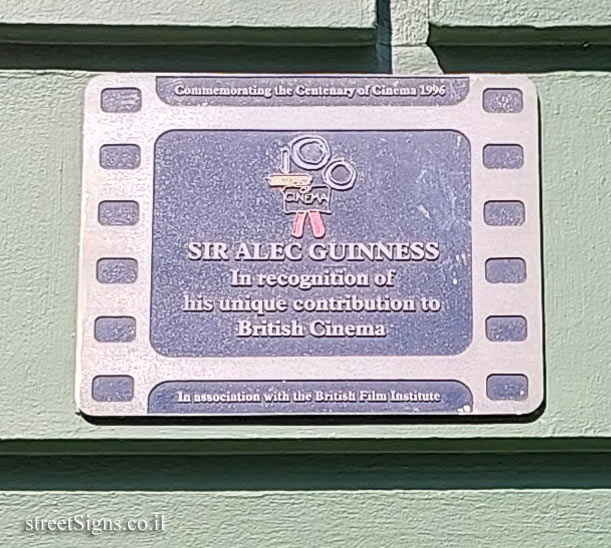 Commemorating the Centenary of Cinema 1996
CINEMA
SIR ALEC GUINNESS
In recognition of
his unique contribution to
British Cinema
In association with the British Film Institute
streetSigns.co.il